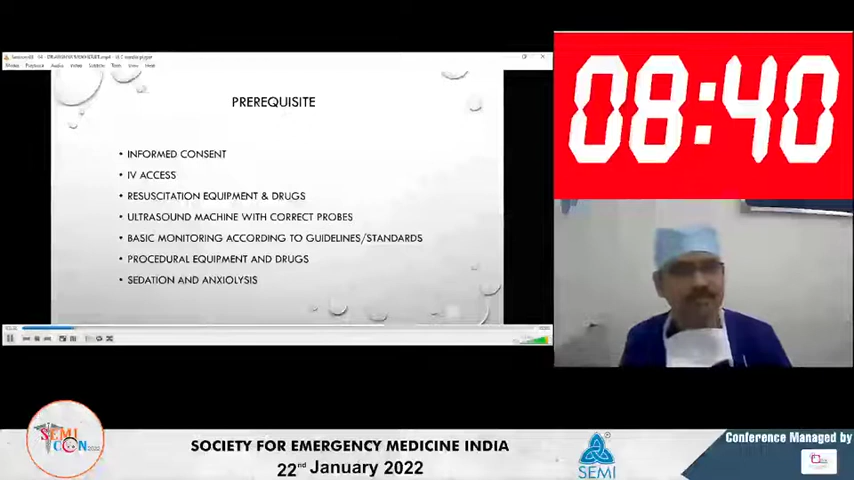 PREREQUISITE
• INFORMED CONSENT
• IV ACCESS
• RESUSCITATION EQUIPMENT & DRUGS
• ULTRASOUND MACHINE WITH CORRECT PROBES
• BASIC MONITORING ACCORDING TO GUIDELINES/STANDARDS
• PROCEDURAL EQUIPMENT AND DRUGS
• SEDATION AND ANXIOLYSIS
08:40
SEMI
CON
SOCIETY FOR EMERGENCY MEDICINE INDIA
22nd January 2022
SEMI
Conference Managed by